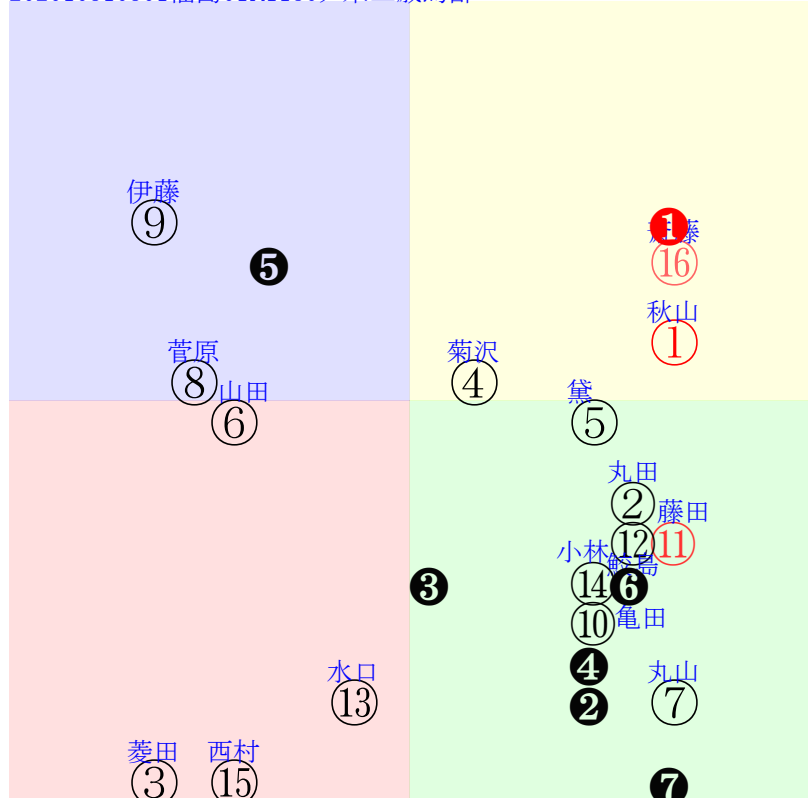 伊藤
❶
⑨
⑯
❺
秋山
①
菅原
菊沢
⑧
山田
④
黛
⑥
⑤
丸田
②
藤田
⑫
⑪
小林
鮫島
⑭
❸
❻
⑩
亀田
❹
水口
丸山
⑬
❷
⑦
菱田
西村
③
⑮
❼